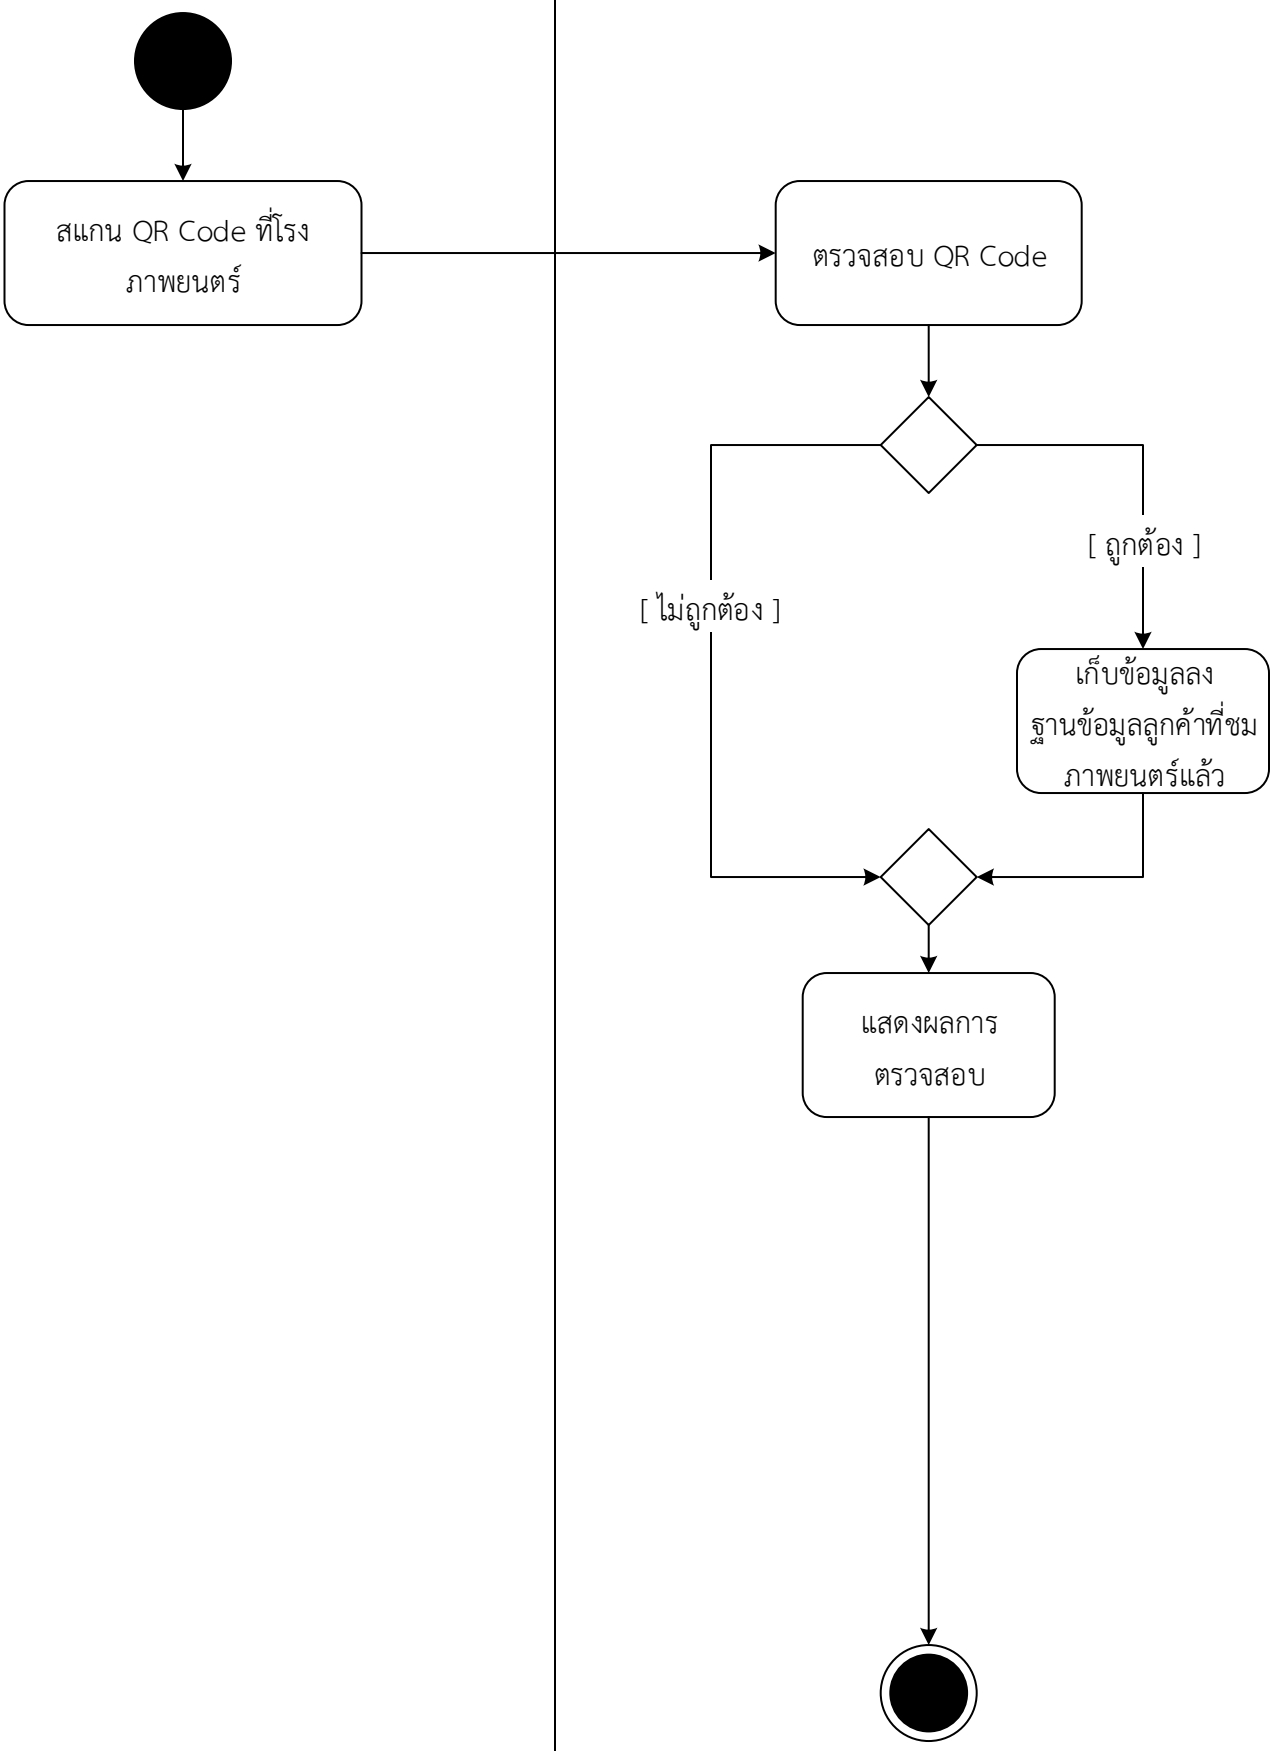 สแกน QR Code ที่โรง
ภาพยนตร์
ตรวจสอบ QR Code
[ ถูกต้อง ]
[ ไม่ถูกต้อง ]
เก็บข้อมูลลง
ฐานข้อมูลลูกค้าที่ชม
ภาพยนตร์แล้ว
แสดงผลการ
ตรวจสอบ